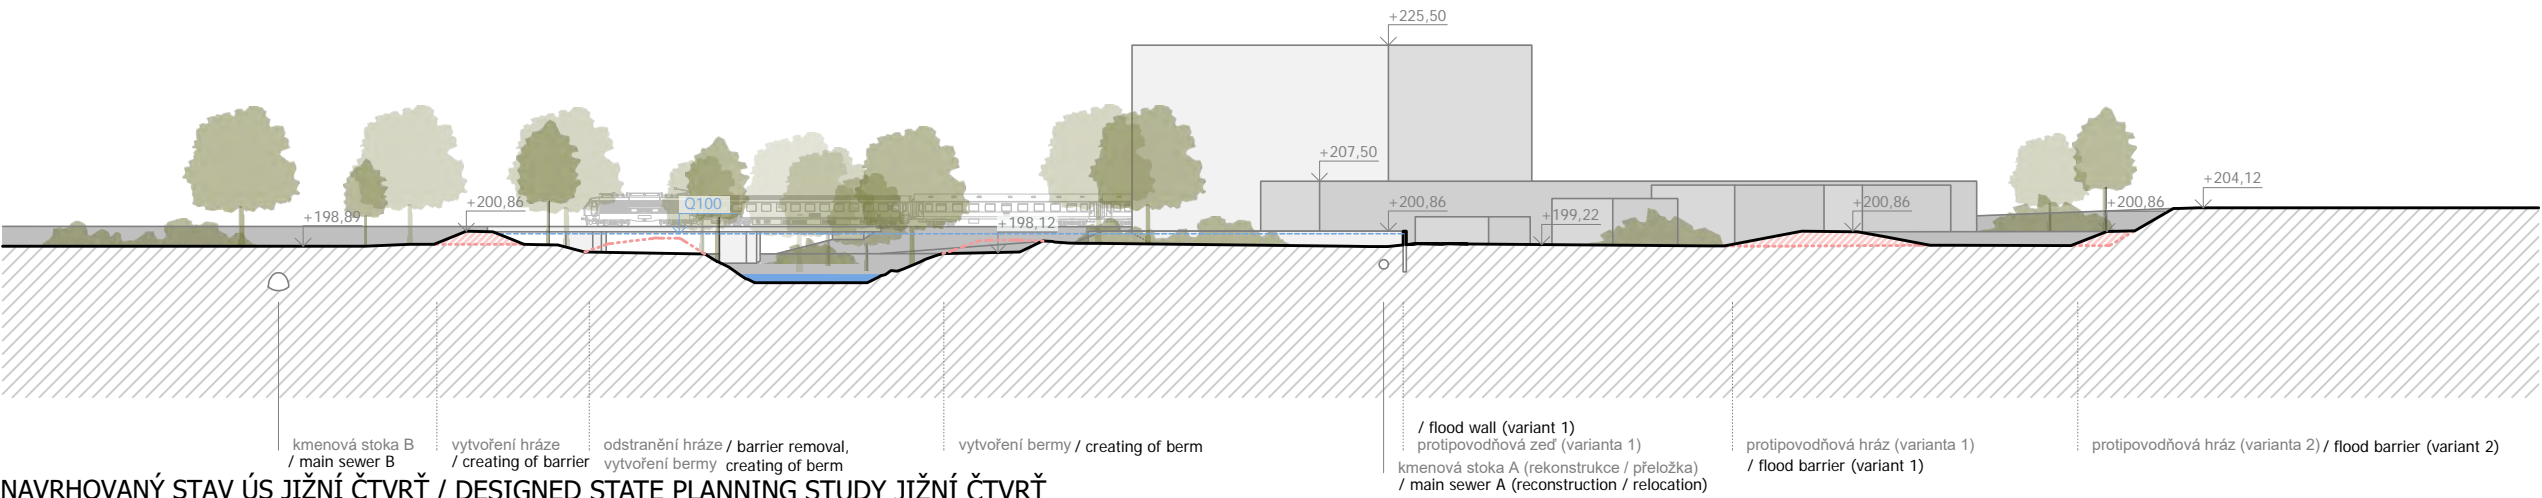 +225,50
+207,50
+204,12
+200,86
Q100
+200,86
+200,86
+200,86
+198,89
+198,12
+199,22
/ flood wall (variant 1)
kmenová stoka B
vytvoření hráze
odstranění hráze / barrier removal,
vytvoření bermy / creating of berm
protipovodňová zeď (varianta 1)
protipovodňová hráz (varianta 1)
protipovodňová hráz (varianta 2) / flood barrier (variant 2)
/ main sewer B
/ creating of barrier
vytvoření bermy creating of berm
kmenová stoka A (rekonstrukce / přeložka)
/ flood barrier (variant 1)
/ main sewer A (reconstruction / relocation)
NAVRHOVANÝ STAV ÚS JIŽNÍ ČTVRŤ / DESIGNED STATE PLANNING STUDY JIŽNÍ ČTVRŤ